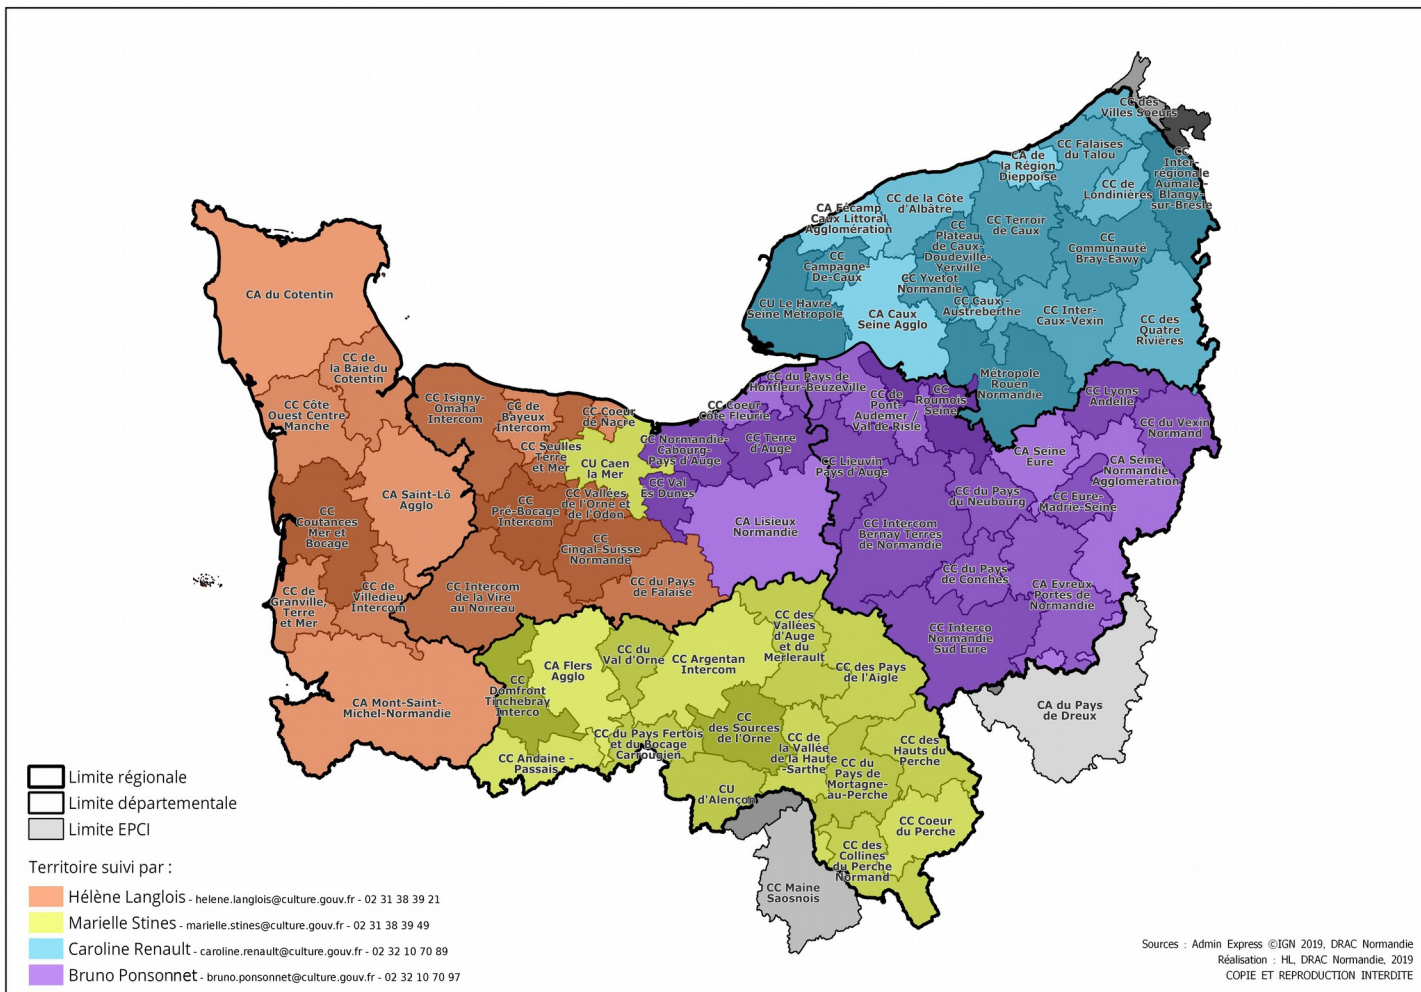 CC des
Villes Soeurs
CC Falaises
du Talou
CA de
la Région
Dieppoise
CC
Inter-
régionale
Aumale -
Blangy-
sur-Bresle
CC de
Londinières
CC de la Côte
d'Albâtre
CA Fécamp
Caux Littoral
Agglomération
CC Terroir
de Caux
CC
Plateau
de Caux-
Doudeville-
Yerville
CC
Communauté
Bray-Eawy
CC
Campagne-
De-Caux
CC Yvetot
Normandie
CU Le Havre
Seine Métropole
CA Caux
Seine Agglo
CC Caux -
Austreberthe
CC Inter-
Caux-Vexin
CC des
Quatre
Rivières
Métropole
Rouen
Normandie
CA du Cotentin
CC de
la Baie du
Cotentin
CC Côte
Ouest Centre
Manche
CC Isigny-
Omaha
Intercom
CC de
Bayeux
Intercom
CC Coeur
de Nacre
CC Seulles
Terre
et Mer
CU Caen
la Mer
CA Saint-Lô
Agglo
CC
Coutances
Mer et
Bocage
CC
Pré-Bocage
Intercom
CC Vallées
de l'Orne et
de l'Odon
CC
Cingal-Suisse
Normande
CC du Pays
de Falaise
CC Intercom
de la Vire
au Noireau
CC de
Granville,
Terre
et Mer
CC de
Villedieu
Intercom
CA Mont-Saint-
Michel-Normandie
CC du Pays de
Honfleur-Beuzeville
CC Coeur
Côte Fleurie
CC Normandie-
Cabourg-
Pays d'Auge
CC Terre
d'Auge
CC Val
Es Dunes
CA Lisieux
Normandie
CC de
Pont-
Audemer /
Val de Risle
CC
Roumois
Seine
CC Lieuvin
Pays d'Auge
CC Lyons
Andelle
CC du Vexin
Normand
CA Seine
Eure
CA Seine
Normandie
Agglomération
CC du Pays
du Neubourg
CC Eure-
Madrie-Seine
CC Intercom
Bernay Terres
de Normandie
CC du Pays
de Conches
CA Evreux
Portes de
Normandie
CC Interco
Normandie
Sud Eure
CA du Pays
de Dreux
CC
Domfront
Tinchebray
Interco
CA Flers
Agglo
CC du
Val d'Orne
CC Argentan
Intercom
CC des
Vallées
d'Auge
et du
Merlerault
CC des Pays
de l'Aigle
CC Andaine -
Passais
CC du Pays Fertois
et du Bocage
Carrougien
CC
des Sources
de l'Orne
CC de
la Vallée
de la Haute
-Sarthe
CC des
Hauts du
Perche
CC du
Pays de
Mortagne-
au-Perche
CU
d'Alençon
CC Coeur
du Perche
CC des
Collines
du Perche
Normand
CC Maine
Saosnois
Limite régionale
Limite départementale
Limite EPCI
Territoire suivi par :
Hélène Langlois - helene.langlois@culture.gouv.fr - 02 31 38 39 21
Marielle Stines - marielle.stines@culture.gouv.fr - 02 31 38 39 49
Caroline Renault - caroline.renault@culture.gouv.fr - 02 32 10 70 89
Bruno Ponsonnet - bruno.ponsonnet@culture.gouv.fr - 02 32 10 70 97
Sources : Admin Express ©IGN 2019, DRAC Normandie
Réalisation : HL, DRAC Normandie, 2019
COPIE ET REPRODUCTION INTERDITE